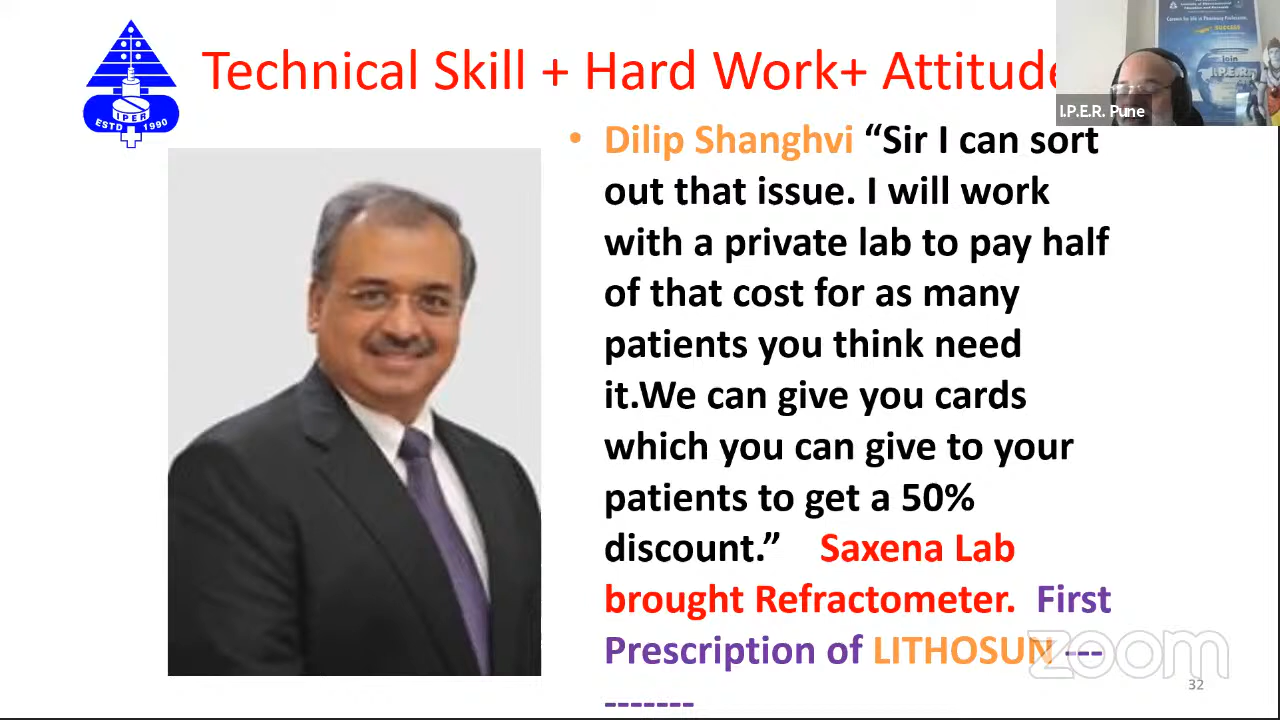 Technical Skill + Hard Work+ Attitude
I.P.E.R
ESTD 1990
Join
I.P.E.R.
I.P.E.R. Pune
• Dilip Shanghvi “Sir I can sort
out that issue. I will work
with a private lab to pay half
of that cost for as many
patients you think need
it.We can give you cards
which you can give to your
patients to get a 50%
discount.” Saxena Lab
brought Refractometer. First
Prescription of LITHOSUN ---
-------
zoom
32